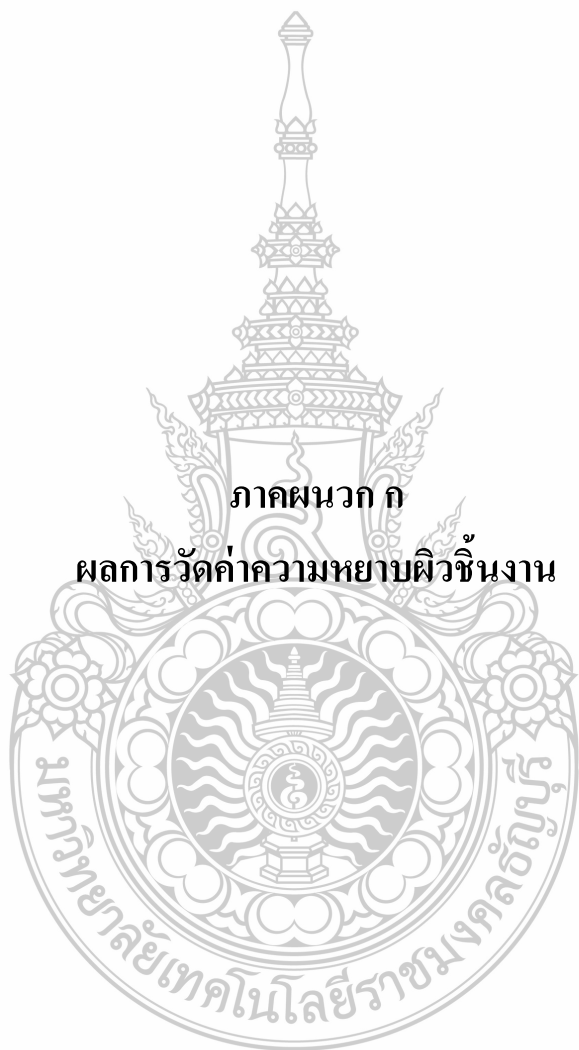 ภาคผนวก ก
ผลการวัดค่าความหยาบผิวชิ้นงาน
มหาวิทยาลัยเทคโนโลยีราชมงคลธัญบุรี